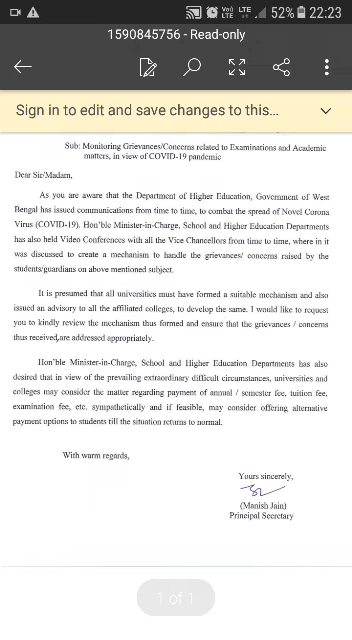 Vo)) LTE LTE 52% 22:23
1590845756 - Read-only
Sign in to edit and save changes to this...
Sub: Monitoring Grievances/Concerns related to Examinations and Academic
matters, in view of COVID-19 pandemic
Dear Sir/Madam,
As you are aware that the Department of Higher Education, Government of West
Bengal has issued communications from time to time, to combat the spread of Novel Corona
Virus (COVID-19). Hon'ble Minister-in-Charge, School and Higher Education Departments
has also held Video Conferences with all the Vice Chancellors from time to time, where in it
was discussed to create a mechanism to handle the grievances/ concerns raised by the
students/guardians on above mentioned subject.
It is presumed that all universities must have formed a suitable mechanism and also
issued an advisory to all the affiliated colleges, to develop the same. I would like to request
you to kindly review the mechanism thus formed and ensure that the grievances / concerns
thus received,are addressed appropriately.
Hon'ble Minister-in-Charge, School and Higher Education Departments has also
desired that in view of the prevailing extraordinary difficult circumstances, universities and
colleges may consider the matter regarding payment of annual / semester fee, tuition fee,
examination fee, etc. sympathetically and if feasible, may consider offering alternative
payment options to students till the situation returns to normal.
With warm regards,
Yours sincerely,
(Manish Jain)
Principal Secretary
1 of 1